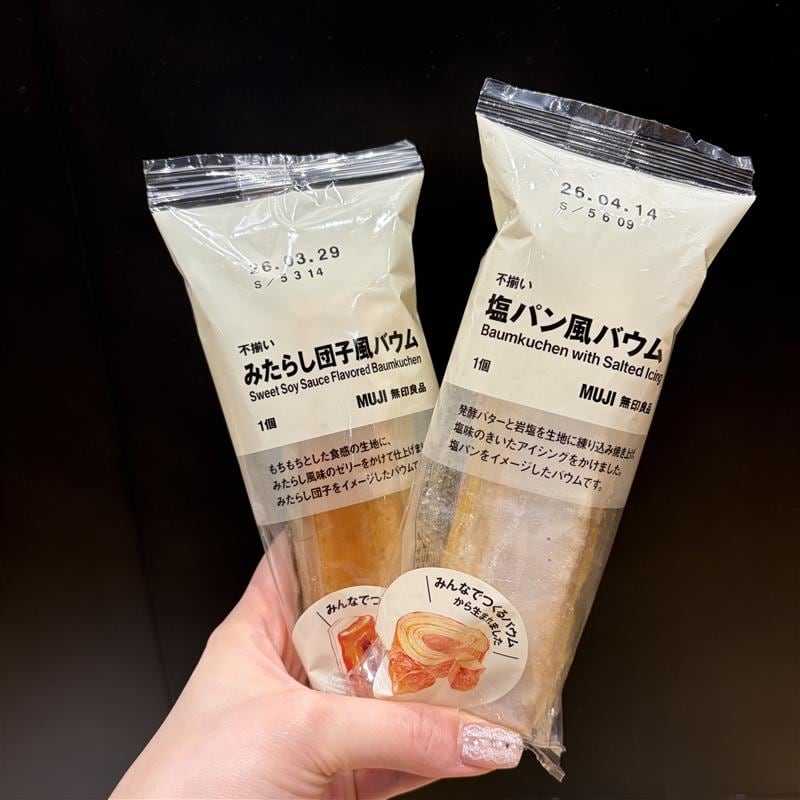 26.03.29
S/5314
不揃い
みたらし団子風バウム
Sweet Soy Sauce Flavored Baumkuchen
1個
MUJI 無印良品
もちもちとした食感の生地に、
みたらし風味のゼリーをかけて仕上げまし
みたらし団子をイメージしたバウムで
みんなでつ
26.04.14
S/5609
不揃い
塩パン風バウム
Baumkuchen with Salted Icing
1個
MUJI 無印良品
発酵バターと岩塩を生地に練り込み焼き上げ、
塩味のきいたアイシングをかけました。
塩パンをイメージしたバウムです。
みんなでつくるバウム
から生まれました